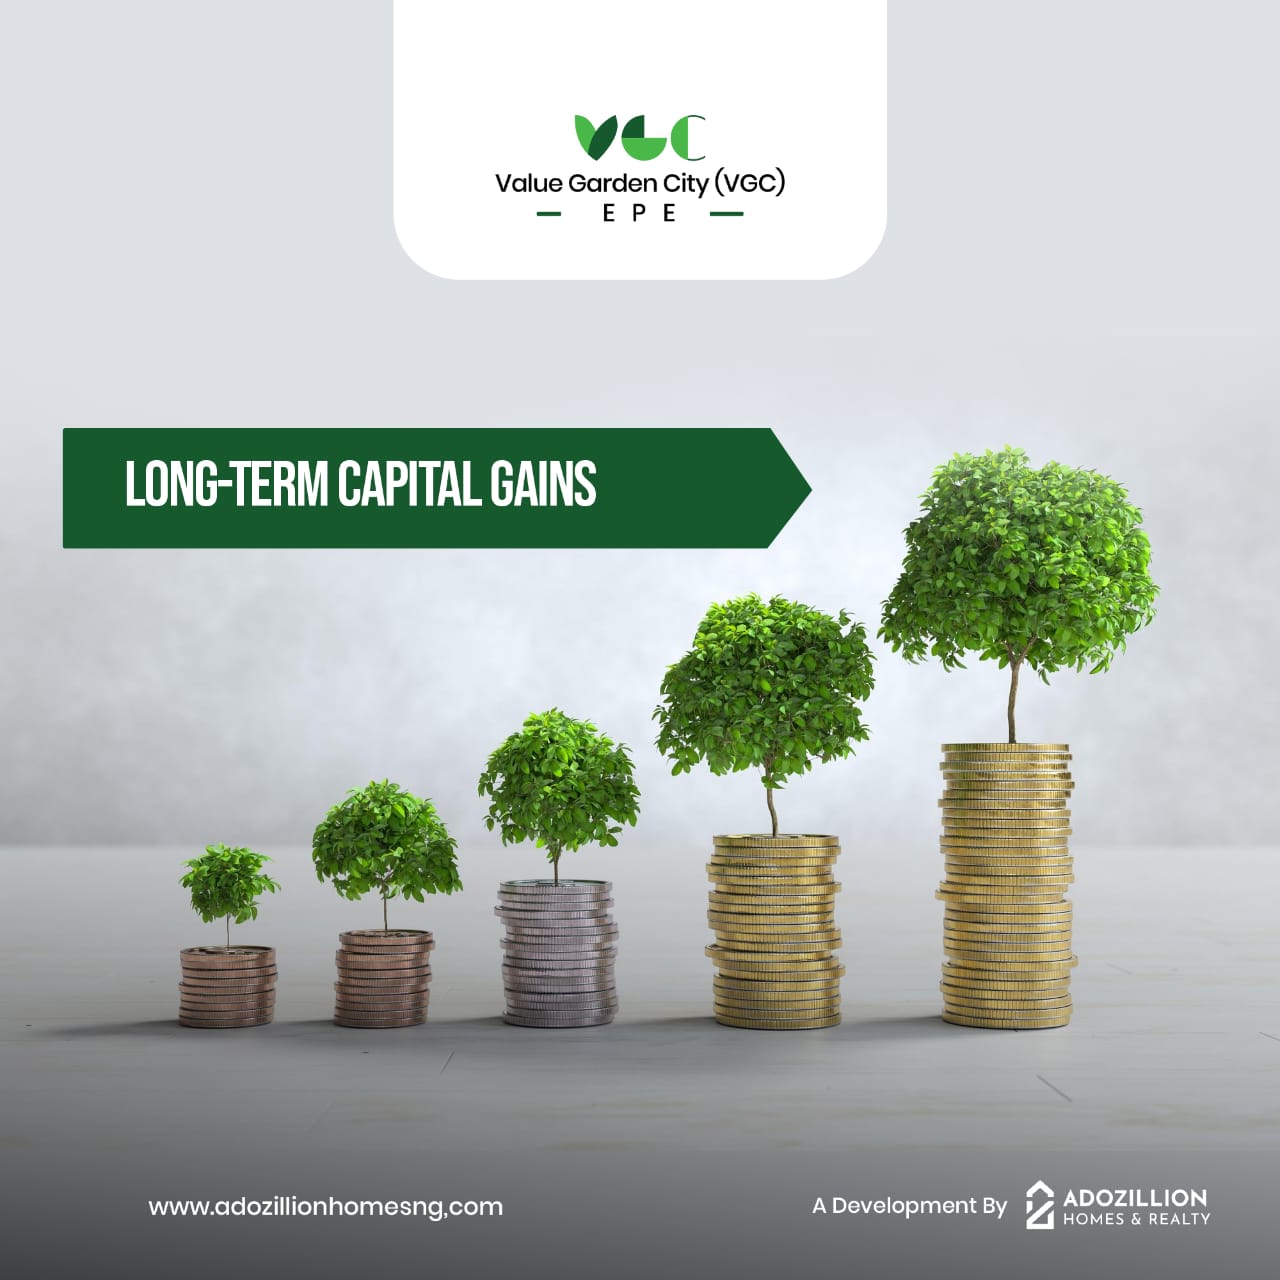 VGC
Value Garden City (VGC)
EPE
LONG-TERM CAPITAL GAINS
www.adozillionhomesng,com
A Development By
ADOZILLION
HOMES & REALTY